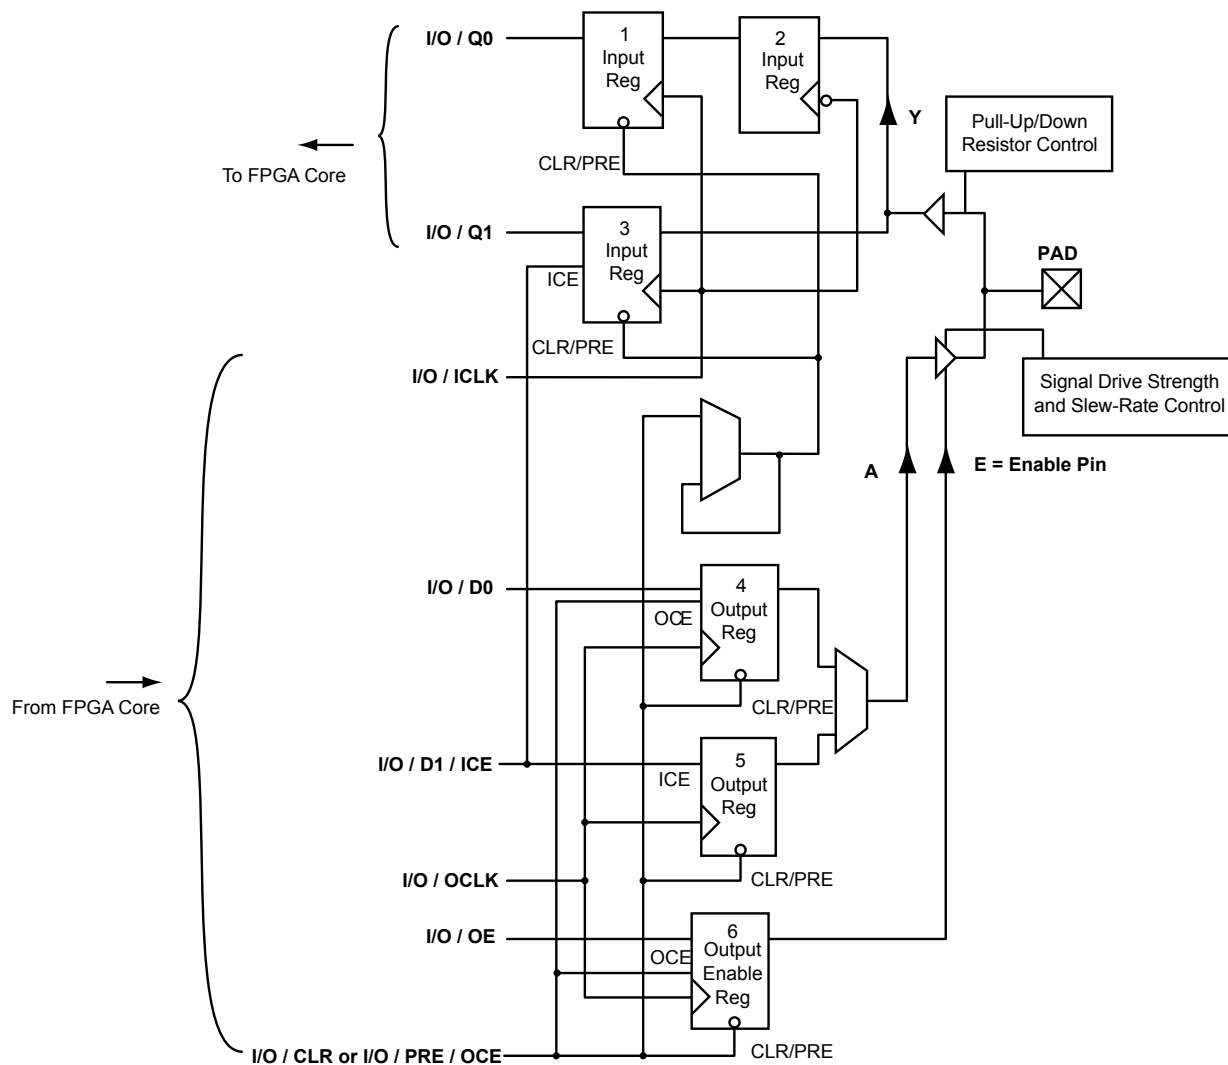 I/O / Q0
1
Input
Reg
2
Input
Reg
Y
Pull-Up/Down
Resistor Control
To FPGA Core
CLR/PRE
I/O / Q1
3
Input
Reg
ICE
PAD
CLR/PRE
I/O / ICLK
Signal Drive Strength
and Slew-Rate Control
A
E = Enable Pin
I/O / D0
4
Output
Reg
OCE
From FPGA Core
CLR/PRE
I/O / D1 / ICE
5
Output
Reg
ICE
I/O / OCLK
CLR/PRE
I/O / OE
6
Output
Enable
Reg
OCE
I/O / CLR or I/O / PRE / OCE
CLR/PRE